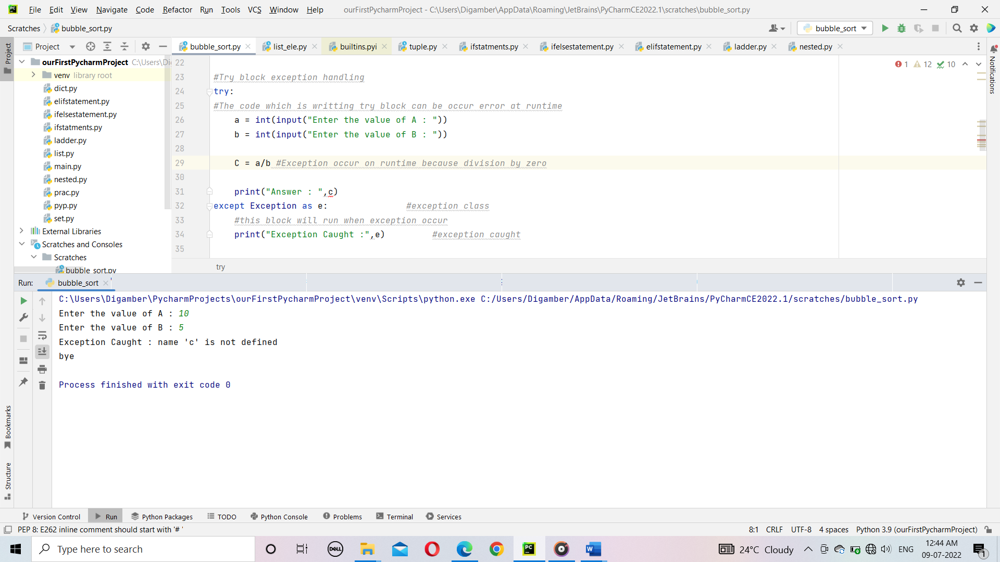 File Edit View Navigate Code Refactor Run Tools VCS Window Help ourFirstPycharmProject - C:\Users\Digamber\AppData\Roaming\JetBrains\PyCharmCE2022.1\scratches\bubble_sort.py
Scratches bubble_sort.py bubble_sort
Project bubble_sort.py list_ele.py builtins.pyi tuple.py ifstatments.py ifelsestatement.py elifstatement.py ladder.py nested.py
Project
Notifications
ourFirstPycharmProject C:\Users\Di
venv library root
dict.py
elifstatement.py
ifelsestatement.py
ifstatments.py
ladder.py
list.py
main.py
nested.py
prac.py
pyp.py
set.py
External Libraries
Scratches and Consoles
Scratches
bubble_sort.py
1 12 10
22
23 #Try block exception handling
24 try:
25 #The code which is writting try block can be occur error at runtime
26 a = int(input("Enter the value of A : "))
27 b = int(input("Enter the value of B : "))
28
29 C = a/b #Exception occur on runtime because division by zero
30
31 print("Answer : ",c)
32 except Exception as e: #exception class
33 #this block will run when exception occur
34 print("Exception Caught :",e) #exception caught
35
try
Run: bubble_sort
C:\Users\Digamber\PycharmProjects\ourFirstPycharmProject\venv\Scripts\python.exe C:/Users/Digamber/AppData/Roaming/JetBrains/PyCharmCE2022.1/scratches/bubble_sort.py
Enter the value of A : 10
Enter the value of B : 5
Exception Caught : name 'c' is not defined
bye
Process finished with exit code 0
Bookmarks
Structure
Version Control Run Python Packages TODO Python Console Problems Terminal Services
PEP 8: E262 inline comment should start with '# ' 8:1 CRLF UTF-8 4 spaces Python 3.9 (ourFirstPycharmProject)
Type here to search DELL PC W 24°C Cloudy ENG 12:44 AM
09-07-2022 1